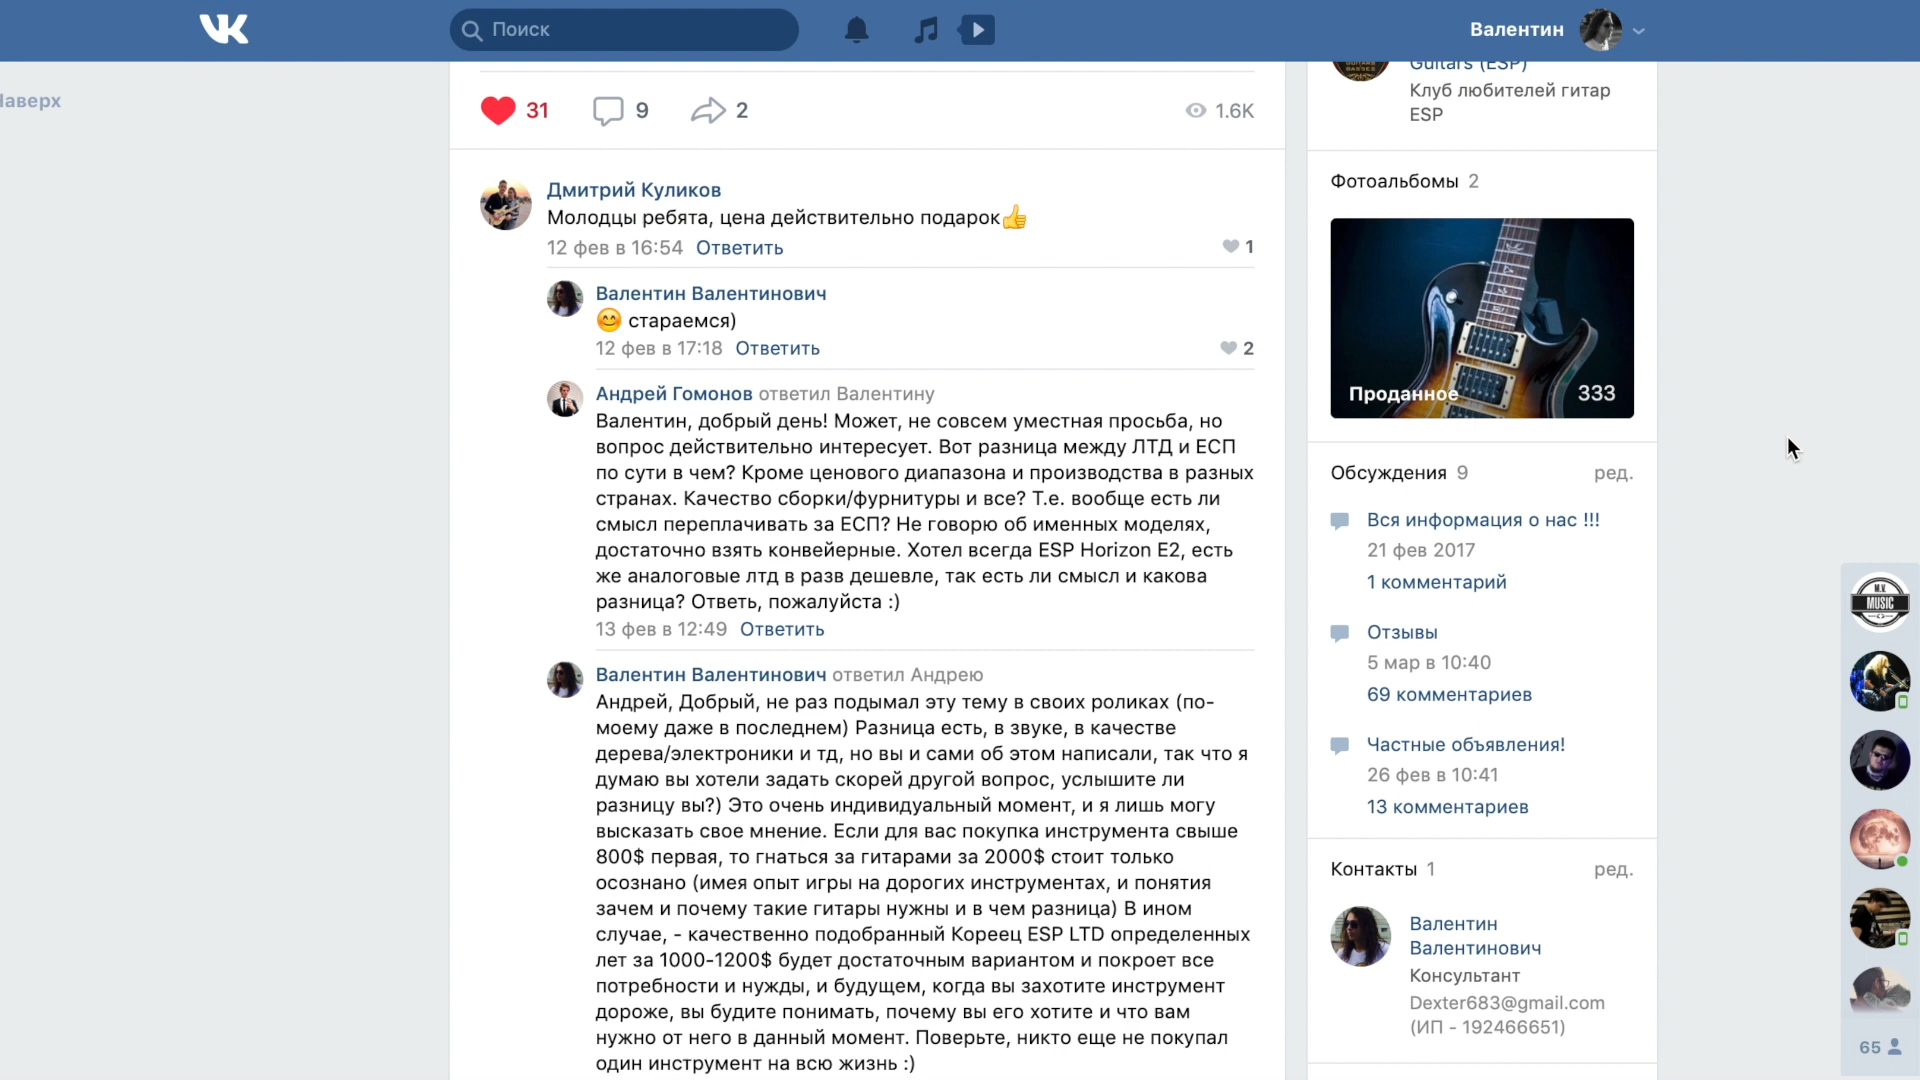 Поиск
Валентин
Наверх
31
9
2
1.6K
Дмитрий Куликов
Молодцы ребята, цена действительно подарок👍
12 фев в 16:54 Ответить
1
Валентин Валентинович
😊 стараемся)
12 фев в 17:18 Ответить
2
Андрей Гомонов ответил Валентину
Валентин, добрый день! Может, не совсем уместная просьба, но
вопрос действительно интересует. Вот разница между ЛТД и ЕСП
по сути в чем? Кроме ценового диапазона и производства в разных
странах. Качество сборки/фурнитуры и все? Т.е. вообще есть ли
смысл переплачивать за ЕСП? Не говорю об именных моделях,
достаточно взять конвейерные. Хотел всегда ESP Horizon E2, есть
же аналоговые лтд в разв дешевле, так есть ли смысл и какова
разница? Ответь, пожалуйста :)
13 фев в 12:49 Ответить
Валентин Валентинович ответил Андрею
Андрей, Добрый, не раз подымал эту тему в своих роликах (по-
моему даже в последнем) Разница есть, в звуке, в качестве
дерева/электроники и тд, но вы и сами об этом написали, так что я
думаю вы хотели задать скорей другой вопрос, услышите ли
разницу вы?) Это очень индивидуальный момент, и я лишь могу
высказать свое мнение. Если для вас покупка инструмента свыше
800$ первая, то гнаться за гитарами за 2000$ стоит только
осознано (имея опыт игры на дорогих инструментах, и понятия
зачем и почему такие гитары нужны и в чем разница) В ином
случае, - качественно подобранный Кореец ESP LTD определенных
лет за 1000-1200$ будет достаточным вариантом и покроет все
потребности и нужды, и будущем, когда вы захотите инструмент
дороже, вы будите понимать, почему вы его хотите и что вам
нужно от него в данный момент. Поверьте, никто еще не покупал
один инструмент на всю жизнь :)
Guitars (ESP)
Клуб любителей гитар
ESP
Фотоальбомы 2
Проданное 333
Обсуждения 9 ред.
Вся информация о нас !!!
21 фев 2017
1 комментарий
Отзывы
5 мар в 10:40
69 комментариев
Частные объявления!
26 фев в 10:41
13 комментариев
Контакты 1 ред.
Валентин
Валентинович
Консультант
Dexter683@gmail.com
(ИП - 192466651)
M.V.
MUSIC
65